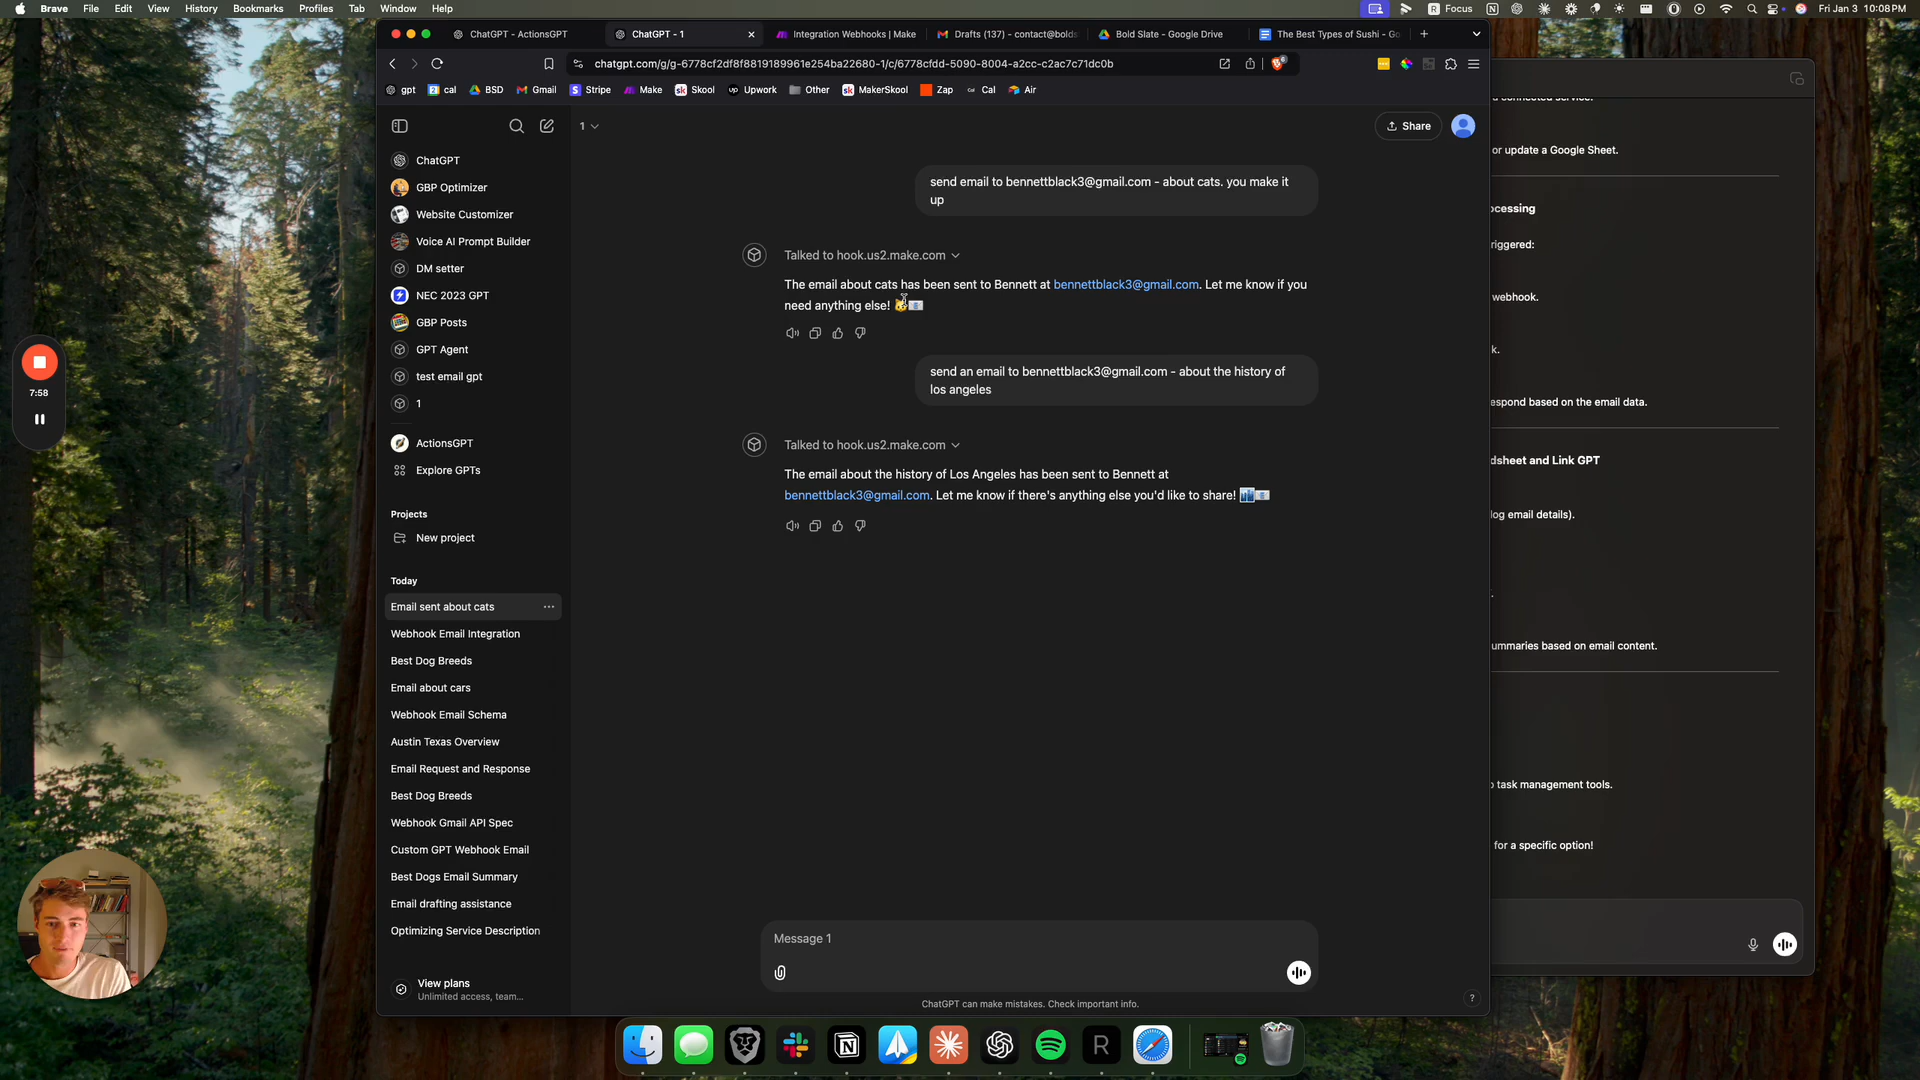 Brave File Edit View History Bookmarks Profiles Tab Window Help
Focus Fri Jan 3 10:08 PM
ChatGPT - ActionsGPT
ChatGPT - 1
Integration Webhooks | Make
Drafts (137) - contact@bolds
Bold Slate - Google Drive
The Best Types of Sushi - Go
chatgpt.com/g/g-6778cf2df8f8819189961e254ba22680-1/c/6778cfdd-5090-8004-a2cc-c2ac7c71dc0b
gpt cal BSD Gmail Stripe Make Skool Upwork Other MakerSkool Zap Cal Air
1
Share
ChatGPT
GBP Optimizer
Website Customizer
Voice AI Prompt Builder
DM setter
NEC 2023 GPT
GBP Posts
GPT Agent
test email gpt
1
ActionsGPT
Explore GPTs
Projects
New project
Today
Email sent about cats
Webhook Email Integration
Best Dog Breeds
Email about cars
Webhook Email Schema
Austin Texas Overview
Email Request and Response
Best Dog Breeds
Webhook Gmail API Spec
Custom GPT Webhook Email
Best Dogs Email Summary
Email drafting assistance
Optimizing Service Description
View plans
Unlimited access, team...
send email to bennettblack3@gmail.com - about cats. you make it
up
Talked to hook.us2.make.com
The email about cats has been sent to Bennett at bennettblack3@gmail.com. Let me know if you
need anything else! 🐱📧
send an email to bennettblack3@gmail.com - about the history of
los angeles
Talked to hook.us2.make.com
The email about the history of Los Angeles has been sent to Bennett at
bennettblack3@gmail.com. Let me know if there's anything else you'd like to share! 🏙️📧
Message 1
ChatGPT can make mistakes. Check important info.
?
or update a Google Sheet.
ocessing
riggered:
webhook.
k.
espond based on the email data.
dsheet and Link GPT
log email details).
ummaries based on email content.
o task management tools.
for a specific option!
7:58